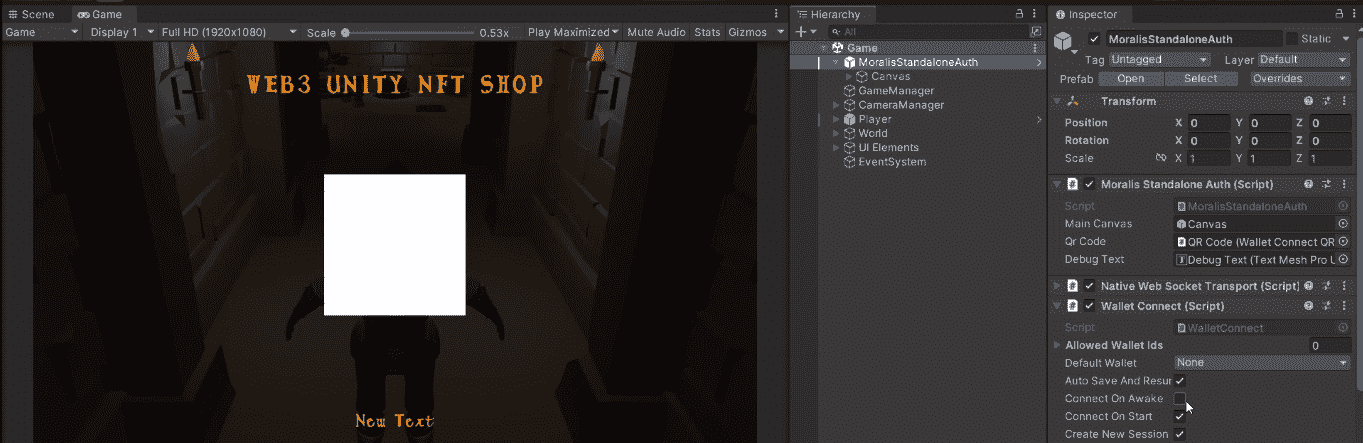 Scene Game
Game Display 1 Full HD (1920x1080) Scale 0.53x Play Maximized Mute Audio Stats Gizmos
WEB3 UNITY NFT SHOP
New Text
Hierarchy
All
Game
MoralisStandaloneAuth
Canvas
GameManager
CameraManager
Player
World
UI Elements
EventSystem
Inspector
MoralisStandaloneAuth Static
Tag Untagged Layer Default
Prefab Open Select Overrides
Transform
Position X 0 Y 0 Z 0
Rotation X 0 Y 0 Z 0
Scale X 1 Y 1 Z 1
# Moralis Standalone Auth (Script)
Script MoralisStandaloneAuth
Main Canvas Canvas
Qr Code QR Code (Wallet Connect QR
Debug Text Debug Text (Text Mesh Pro U
# Native Web Socket Transport (Script)
# Wallet Connect (Script)
Script WalletConnect
Allowed Wallet Ids 0
Default Wallet None
Auto Save And Resur
Connect On Awake
Connect On Start
Create New Session